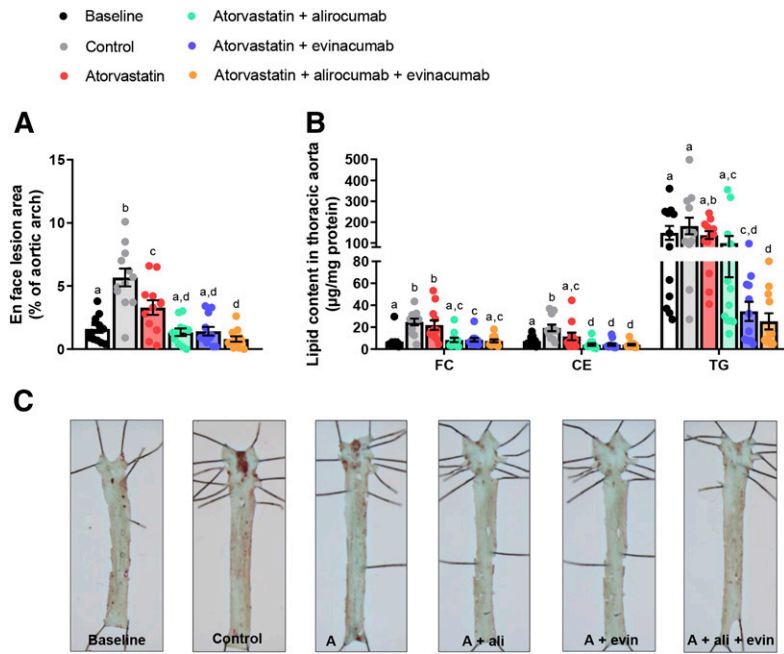 Baseline
Control
Atorvastatin
Atorvastatin + alirocumab
Atorvastatin + evinacumab
Atorvastatin + alirocumab + evinacumab
A
En face lesion area
(% of aortic arch)
15
10
5
0
a
b
c
a,d
a,d
d
B
Lipid content in thoracic aorta
(µg/mg protein)
500
400
300
200
100
80
60
40
20
0
a
b
b
a,c
c
a,c
a
b
a,c
d
d
d
a
a
a,b
a,c
c,d
d
FC
CE
TG
C
Baseline
Control
A
A + ali
A + evin
A + ali + evin